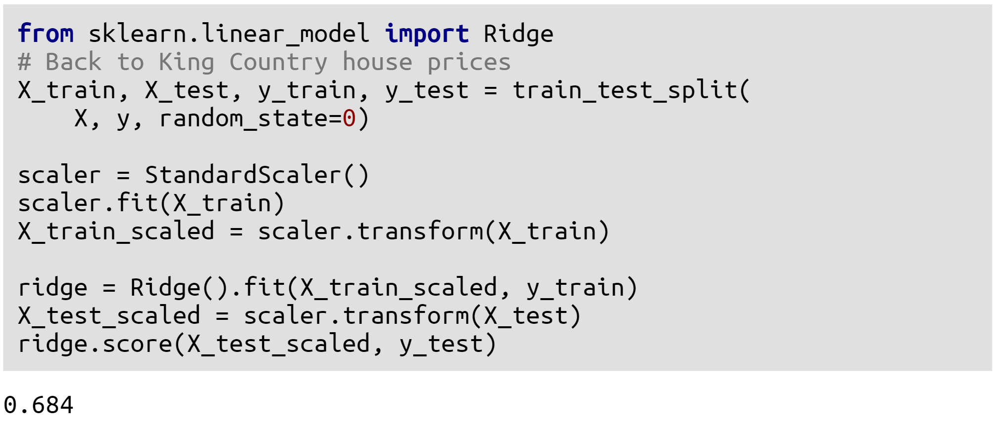 from sklearn.linear_model import Ridge
# Back to King Country house prices
X_train, X_test, y_train, y_test = train_test_split(
    X, y, random_state=0)

scaler = StandardScaler()
scaler.fit(X_train)
X_train_scaled = scaler.transform(X_train)

ridge = Ridge().fit(X_train_scaled, y_train)
X_test_scaled = scaler.transform(X_test)
ridge.score(X_test_scaled, y_test)

0.684